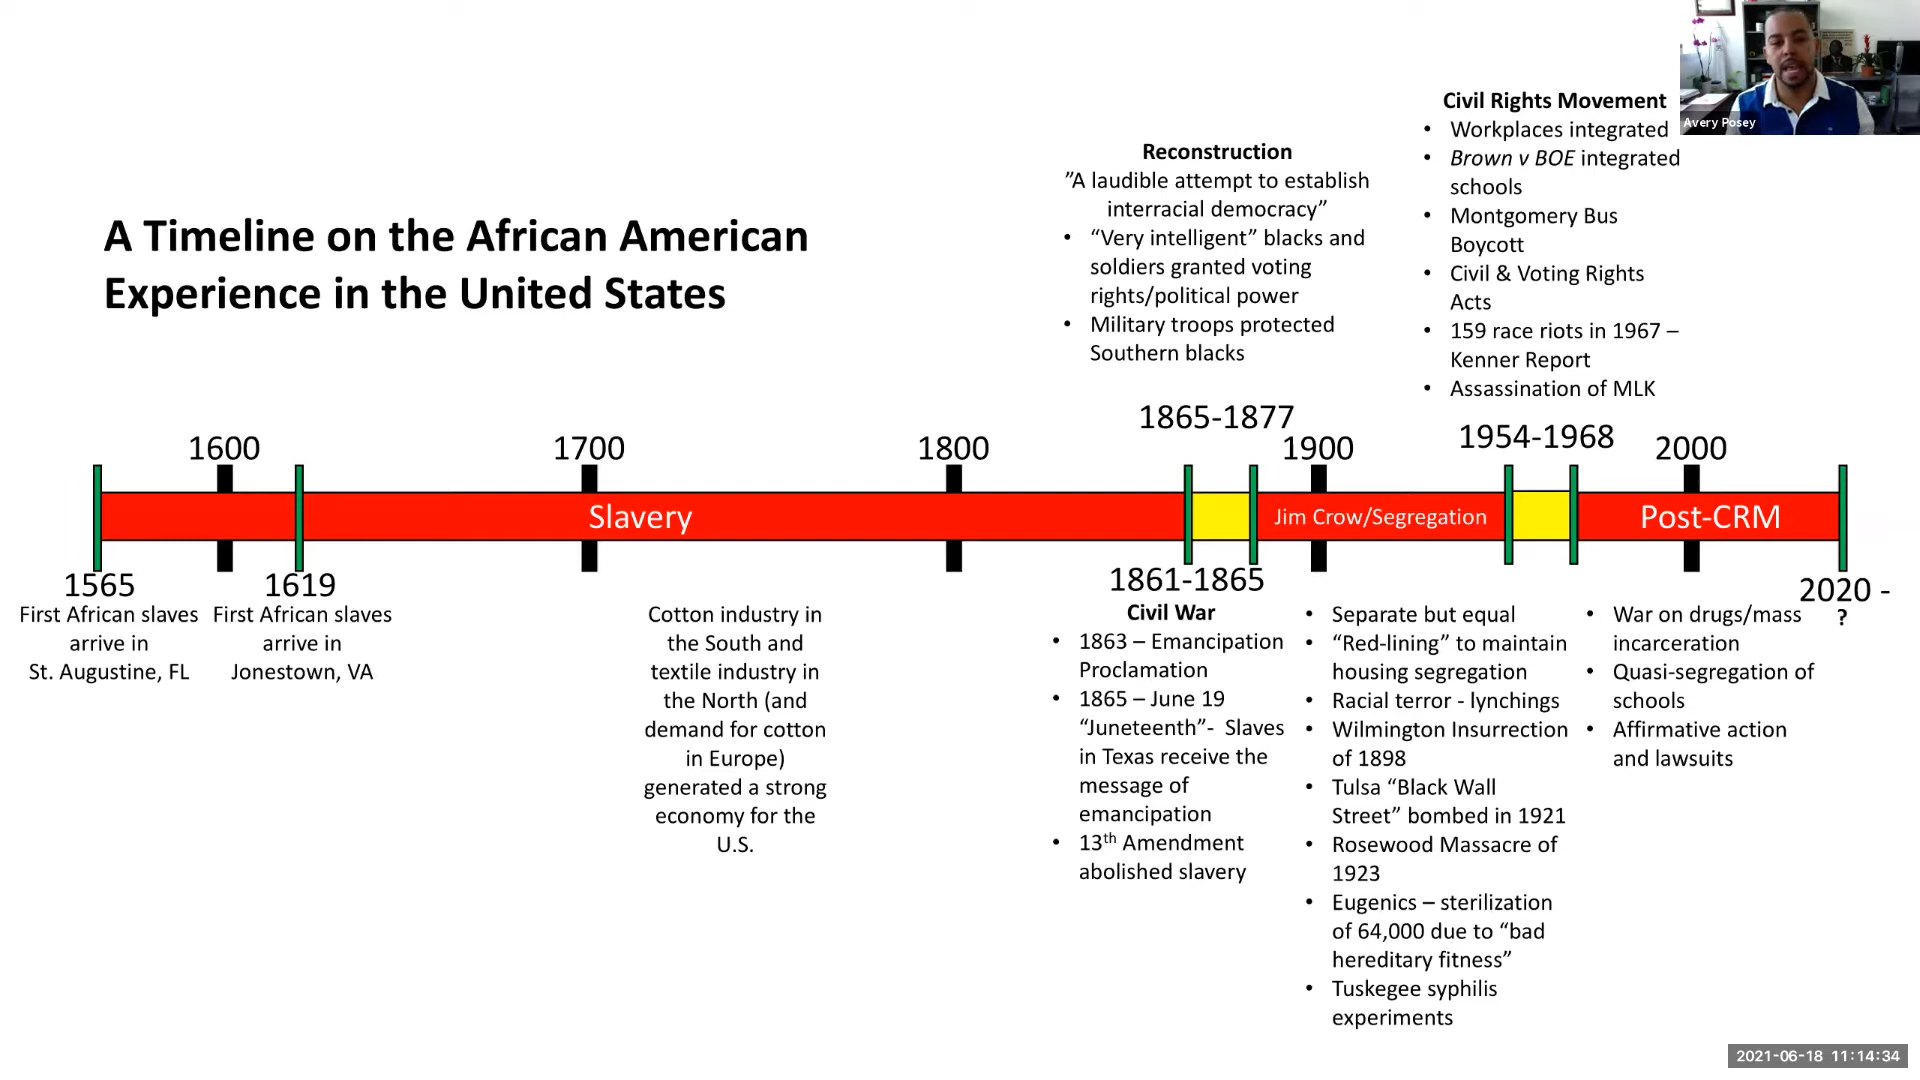 Avery Posey
A Timeline on the African American
Experience in the United States
Reconstruction
”A laudible attempt to establish
interracial democracy”
• “Very intelligent” blacks and
soldiers granted voting
rights/political power
• Military troops protected
Southern blacks
Civil Rights Movement
• Workplaces integrated
• Brown v BOE integrated
schools
• Montgomery Bus
Boycott
• Civil & Voting Rights
Acts
• 159 race riots in 1967 –
Kenner Report
• Assassination of MLK
1600
1700
1800
1865-1877
1900
1954-1968
2000
Slavery
Jim Crow/Segregation
Post-CRM
1565
First African slaves
arrive in
St. Augustine, FL
1619
First African slaves
arrive in
Jonestown, VA
Cotton industry in
the South and
textile industry in
the North (and
demand for cotton
in Europe)
generated a strong
economy for the
U.S.
1861-1865
Civil War
• 1863 – Emancipation
Proclamation
• 1865 – June 19
“Juneteenth”- Slaves
in Texas receive the
message of
emancipation
• 13th Amendment
abolished slavery
• Separate but equal
• “Red-lining” to maintain
housing segregation
• Racial terror - lynchings
• Wilmington Insurrection
of 1898
• Tulsa “Black Wall
Street” bombed in 1921
• Rosewood Massacre of
1923
• Eugenics – sterilization
of 64,000 due to “bad
hereditary fitness”
• Tuskegee syphilis
experiments
• War on drugs/mass
incarceration
• Quasi-segregation of
schools
• Affirmative action
and lawsuits
2020 -
?
2021-06-18 11:14:34